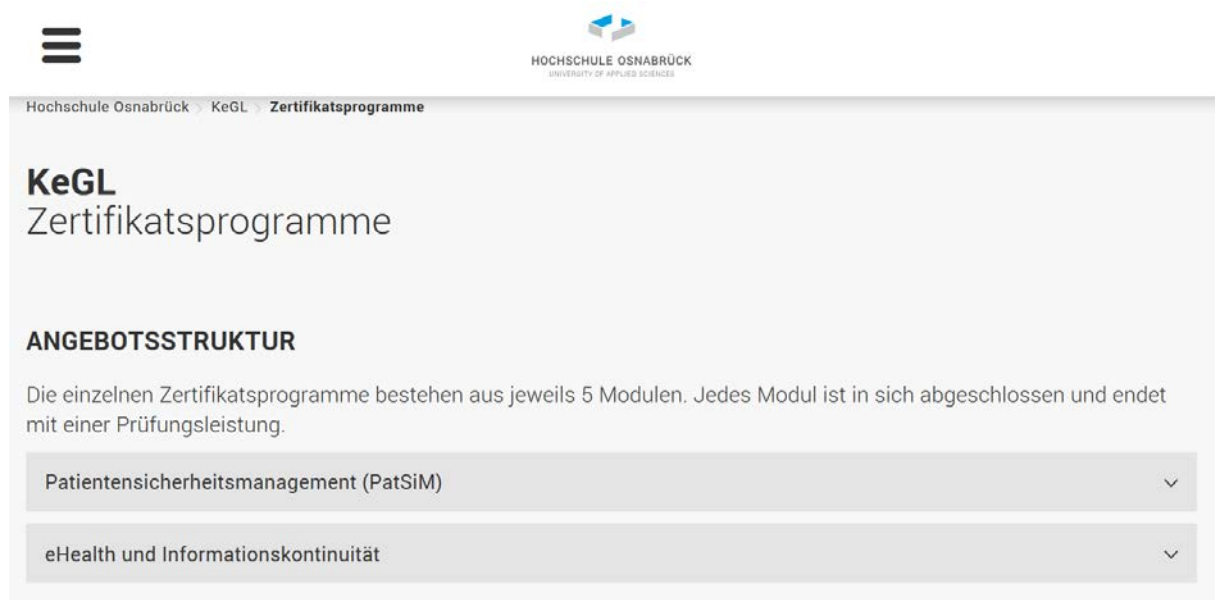 HOCHSCHULE OSNABRÜCK
UNIVERSITY OF APPLIED SCIENCES
Hochschule Osnabrück > KeGL > Zertifikatsprogramme
KeGL
Zertifikatsprogramme
ANGEBOTSSTRUKTUR
Die einzelnen Zertifikatsprogramme bestehen aus jeweils 5 Modulen. Jedes Modul ist in sich abgeschlossen und endet
mit einer Prüfungsleistung.
Patientensicherheitsmanagement (PatSiM)
eHealth und Informationskontinuität